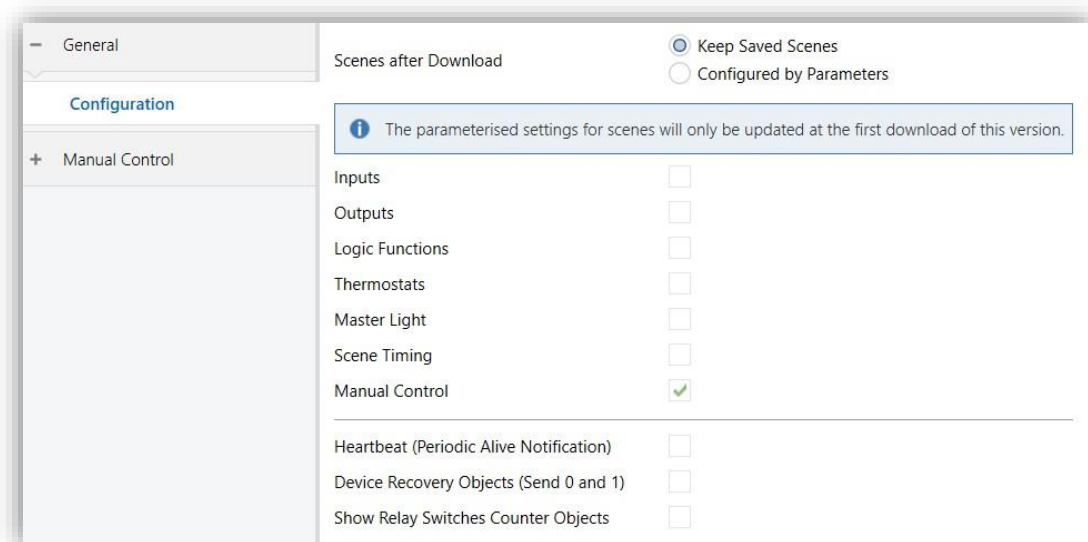 General
Configuration
Manual Control
Scenes after Download
Keep Saved Scenes
Configured by Parameters
The parameterised settings for scenes will only be updated at the first download of this version.
Inputs
Outputs
Logic Functions
Thermostats
Master Light
Scene Timing
Manual Control
Heartbeat (Periodic Alive Notification)
Device Recovery Objects (Send 0 and 1)
Show Relay Switches Counter Objects